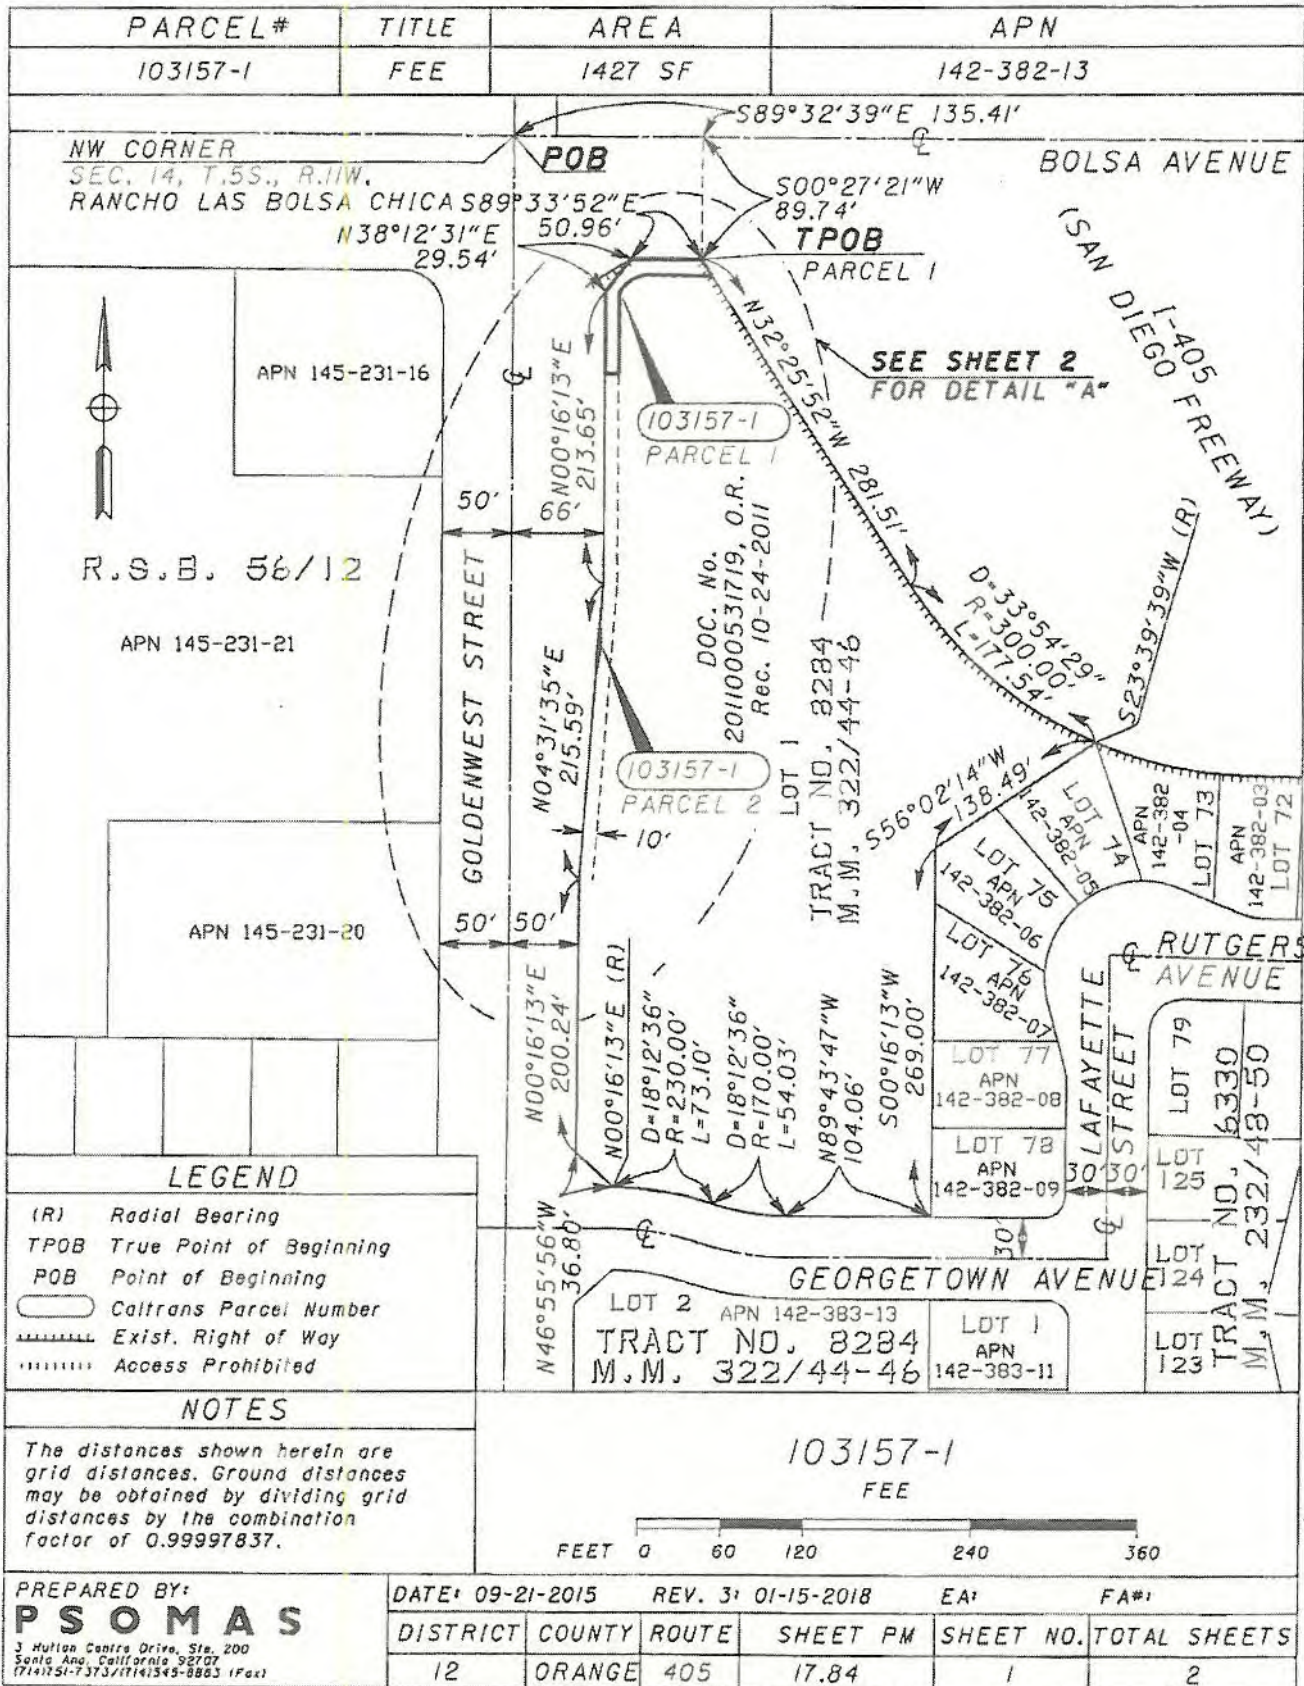 PARCEL# TITLE AREA APN
103157-1 FEE 1427 SF 142-382-13
S89°32'39"E 135.41'
NW CORNER
SEC. 14, T.5S., R.11W.
RANCHO LAS BOLSA CHICA
POB
BOLSA AVENUE
S89°33'52"E
50.96'
S00°27'21"W
89.74'
N38°12'31"E
29.54'
TPOB
PARCEL 1
I-405
(SAN DIEGO FREEWAY)
N32°25'52"W 281.51'
SEE SHEET 2
FOR DETAIL "A"
APN 145-231-16
N00°16'13"E
213.65'
103157-1
PARCEL 1
50'
66'
R.S.B. 56/12
APN 145-231-21
GOLDENWEST STREET
DOC. No.
2011000531719, O.R.
Rec. 10-24-2011
D=33°54'29"
R=300.00'
L=177.54'
S23°39'39"W (R)
N04°31'35"E
215.59'
103157-1
PARCEL 2
10'
LOT 1
TRACT NO. 8284
M.M. 322/44-46
S56°02'14"W
138.49'
LOT 74
APN
142-382-05
APN
142-382
-04
LOT 73
APN
142-382-03
LOT 72
LOT 75
APN
142-382-06
LOT 76
APN
142-382-07
APN 145-231-20
50'
50'
RUTGERS
AVENUE
LAFAYETTE
STREET
N00°16'13"E
200.24'
N00°16'13"E (R)
D=18°12'36"
R=230.00'
L=73.10'
D=18°12'36"
R=170.00'
L=54.03'
N89°43'47"W
104.06'
S00°16'13"W
269.00'
LOT 77
APN
142-382-08
LOT 78
APN
142-382-09
LOT 79
TRACT NO. 6330
M.M. 232/48-50
30'
30'
LOT
125
LOT
124
LOT
123
30'
N46°55'56"W
36.80'
GEORGETOWN AVENUE
LOT 2
APN 142-383-13
TRACT NO. 8284
M.M. 322/44-46
LOT 1
APN
142-383-11
LEGEND
(R) Radial Bearing
TPOB True Point of Beginning
POB Point of Beginning
Caltrans Parcel Number
Exist. Right of Way
Access Prohibited
NOTES
The distances shown herein are
grid distances. Ground distances
may be obtained by dividing grid
distances by the combination
factor of 0.99997837.
103157-1
FEE
FEET 0 60 120 240 360
PREPARED BY:
PSOMAS
3 Hutton Centre Drive, Ste. 200
Santa Ana, California 92707
(714)751-7373/(714)545-8883 (Fax)
DATE: 09-21-2015 REV. 3: 01-15-2018 EA: FA#:
DISTRICT COUNTY ROUTE SHEET PM SHEET NO. TOTAL SHEETS
12 ORANGE 405 17.84 1 2